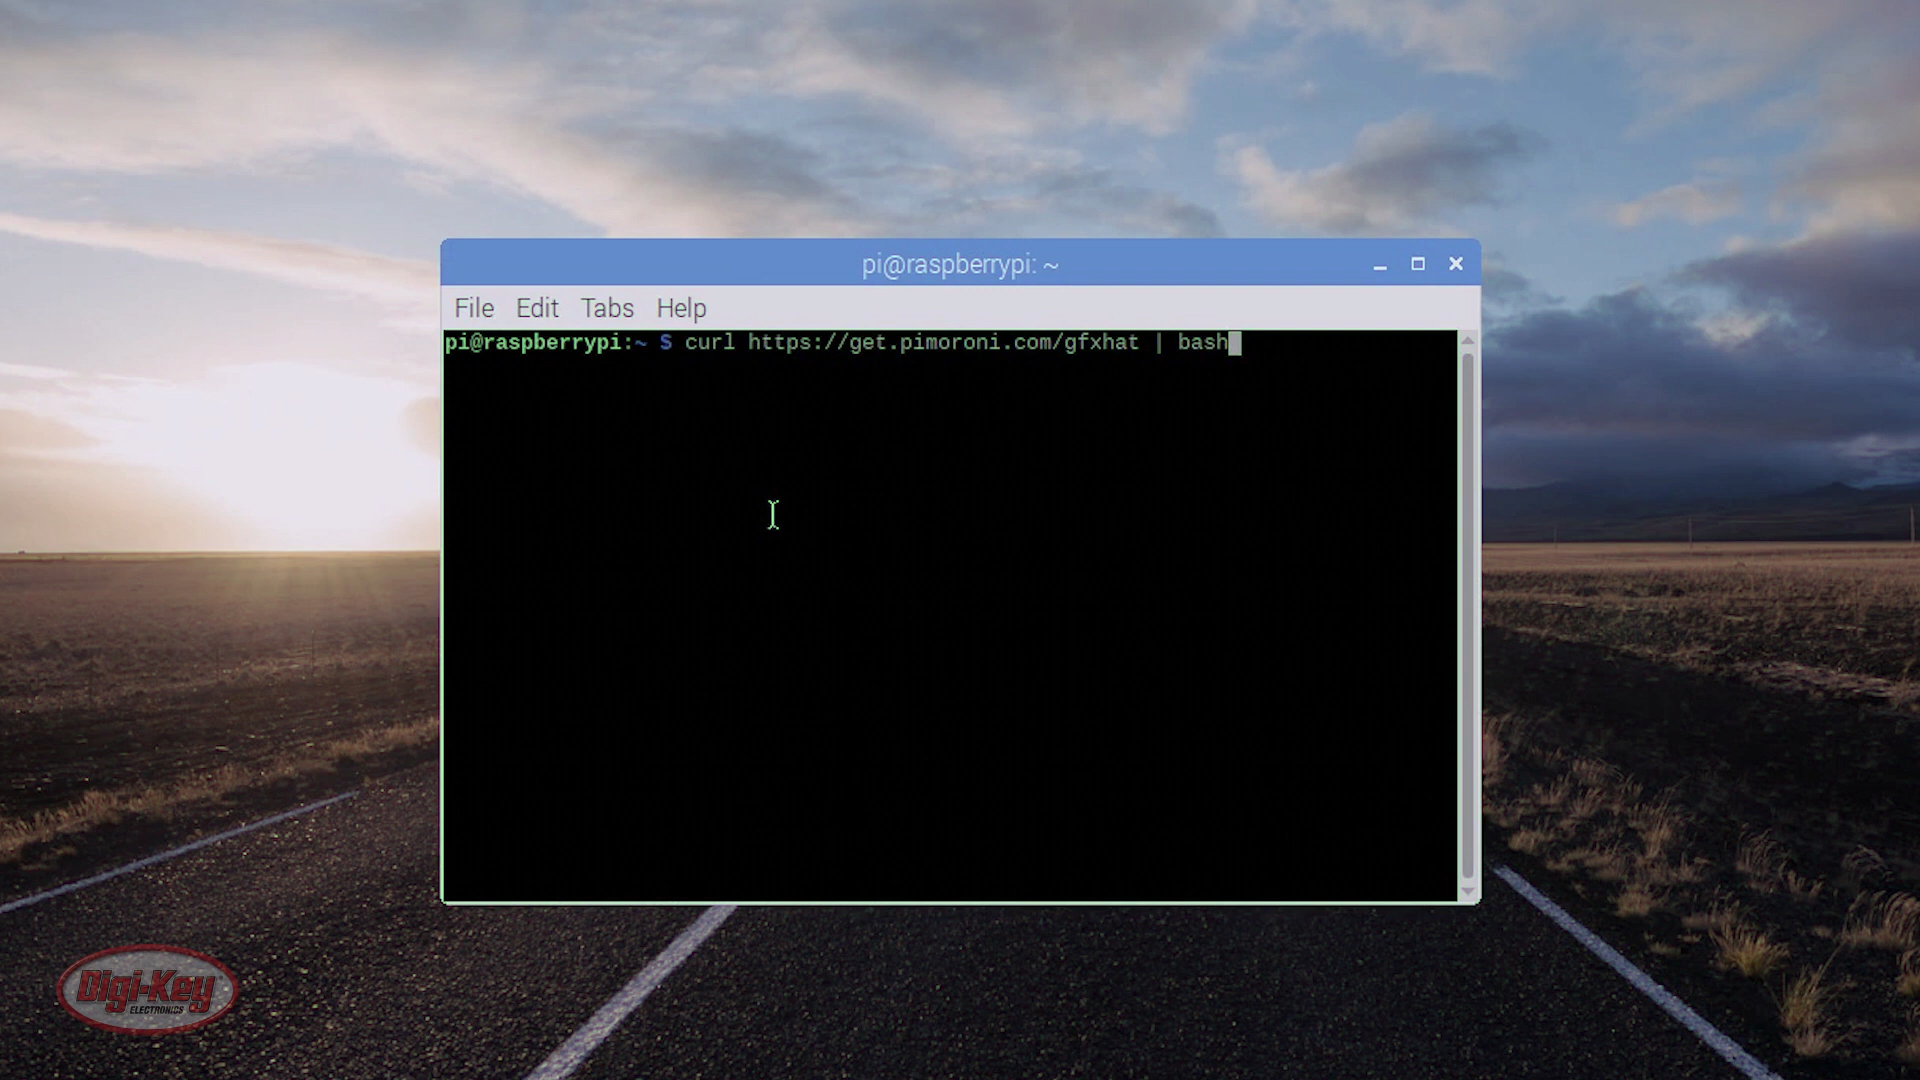 pi@raspberrypi: ~
File Edit Tabs Help
pi@raspberrypi:~ $ curl https://get.pimoroni.com/gfxhat | bash
Digi-Key
ELECTRONICS